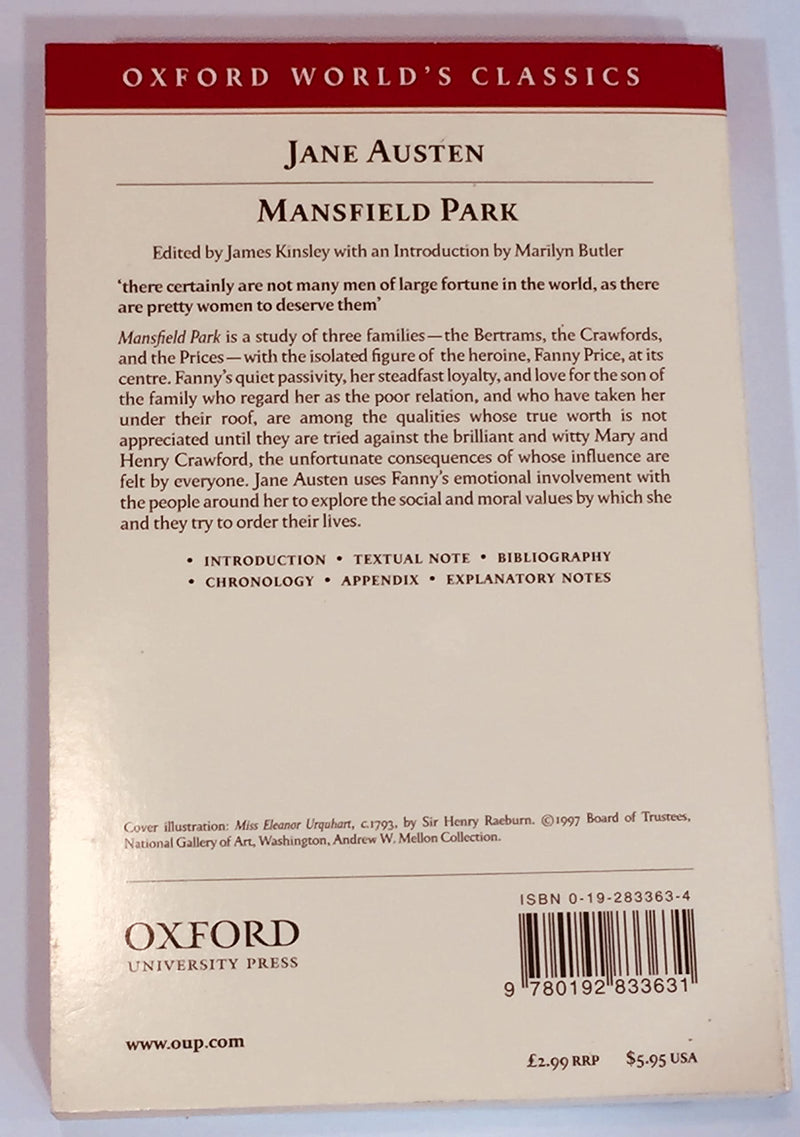 OXFORD WORLD'S CLASSICS
JANE AUSTEN
MANSFIELD PARK
Edited by James Kinsley with an Introduction by Marilyn Butler
‘there certainly are not many men of large fortune in the world, as there
are pretty women to deserve them’
Mansfield Park is a study of three families—the Bertrams, the Crawfords,
and the Prices—with the isolated figure of the heroine, Fanny Price, at its
centre. Fanny's quiet passivity, her steadfast loyalty, and love for the son of
the family who regard her as the poor relation, and who have taken her
under their roof, are among the qualities whose true worth is not
appreciated until they are tried against the brilliant and witty Mary and
Henry Crawford, the unfortunate consequences of whose influence are
felt by everyone. Jane Austen uses Fanny's emotional involvement with
the people around her to explore the social and moral values by which she
and they try to order their lives.
• INTRODUCTION • TEXTUAL NOTE • BIBLIOGRAPHY
• CHRONOLOGY • APPENDIX • EXPLANATORY NOTES
Cover illustration: Miss Eleanor Urquhart, c.1793, by Sir Henry Raeburn. ©1997 Board of Trustees,
National Gallery of Art, Washington, Andrew W. Mellon Collection.
ISBN 0-19-283363-4
OXFORD
UNIVERSITY PRESS
9 780192 833631
www.oup.com
£2.99 RRP $5.95 USA